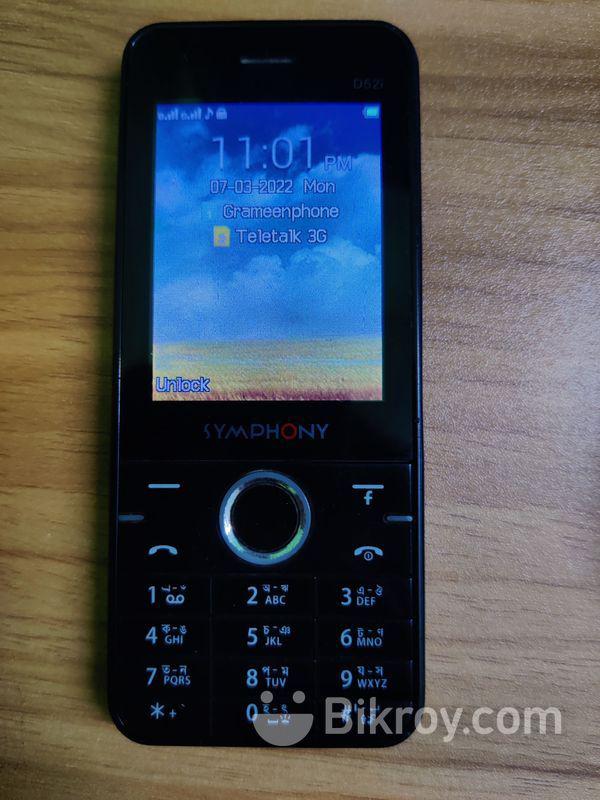 D52i
11:01 PM
07-03-2022 Mon
Grameenphone
Teletalk 3G
Unlock
SYMPHONY
f
1
2 অ-ঝ ABC
3 এ-ঔ DEF
4 ক-ঙ GHI
5 চ-ঞ JKL
6 ট-ণ MNO
7 ত-ন PQRS
8 প-ম TUV
9 য-স WXYZ
* +
0
#
Bikroy.com